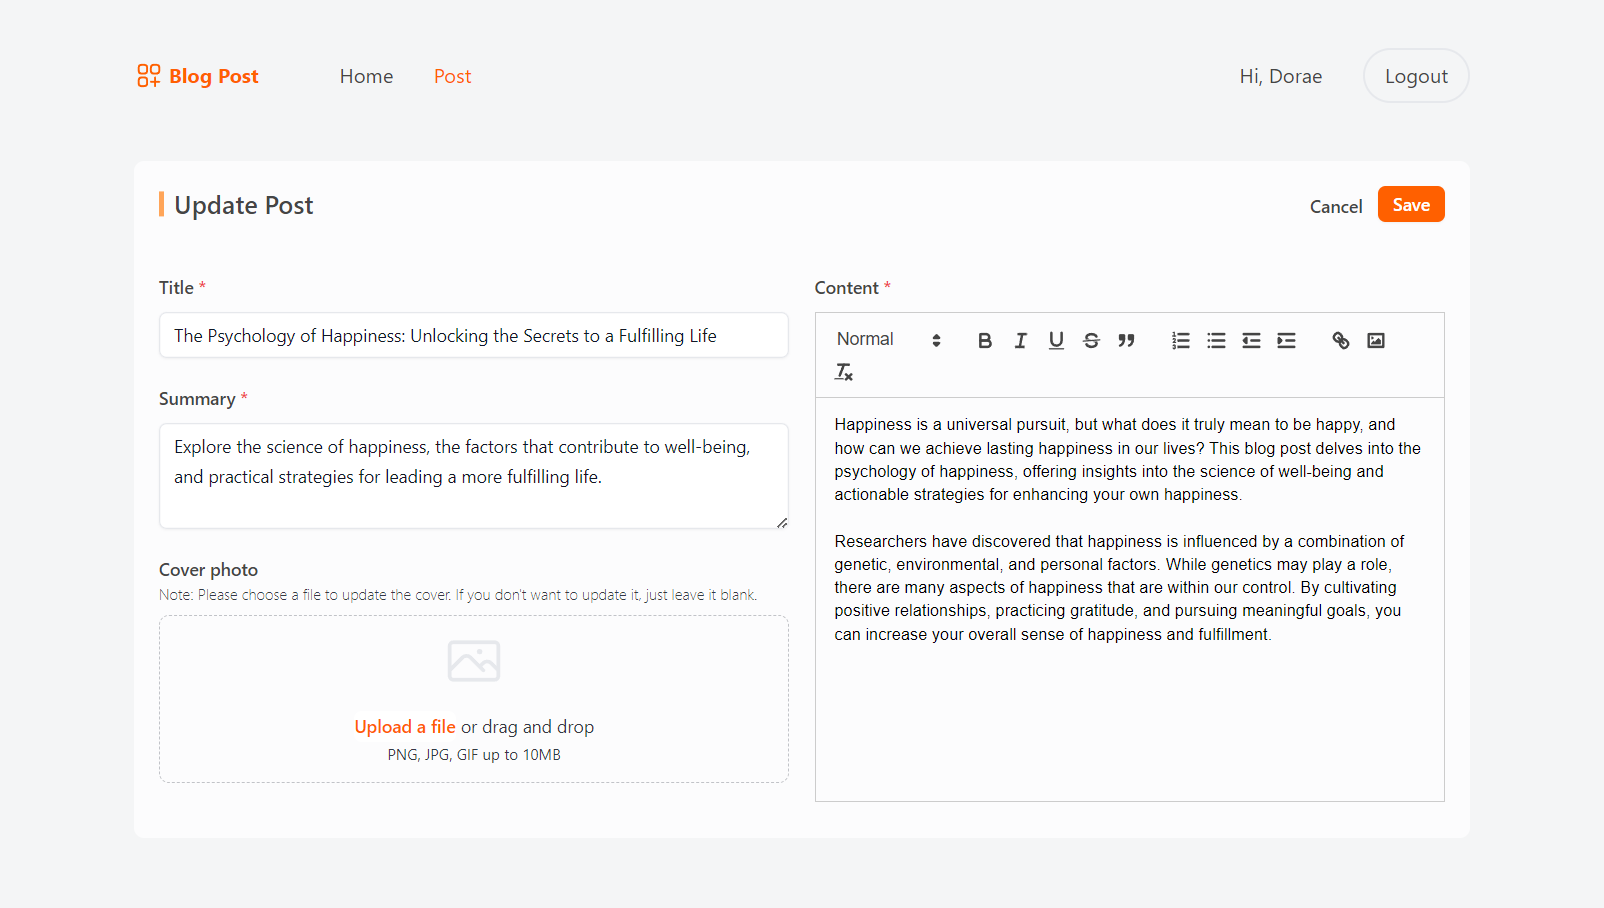 Blog Post
Home
Post
Hi, Dorae
Logout
Update Post
Cancel
Save
Title *
The Psychology of Happiness: Unlocking the Secrets to a Fulfilling Life
Summary *
Explore the science of happiness, the factors that contribute to well-being,
and practical strategies for leading a more fulfilling life.
Cover photo
Note: Please choose a file to update the cover. If you don't want to update it, just leave it blank.
Upload a file or drag and drop
PNG, JPG, GIF up to 10MB
Content *
Normal
Happiness is a universal pursuit, but what does it truly mean to be happy, and
how can we achieve lasting happiness in our lives? This blog post delves into the
psychology of happiness, offering insights into the science of well-being and
actionable strategies for enhancing your own happiness.
Researchers have discovered that happiness is influenced by a combination of
genetic, environmental, and personal factors. While genetics may play a role,
there are many aspects of happiness that are within our control. By cultivating
positive relationships, practicing gratitude, and pursuing meaningful goals, you
can increase your overall sense of happiness and fulfillment.